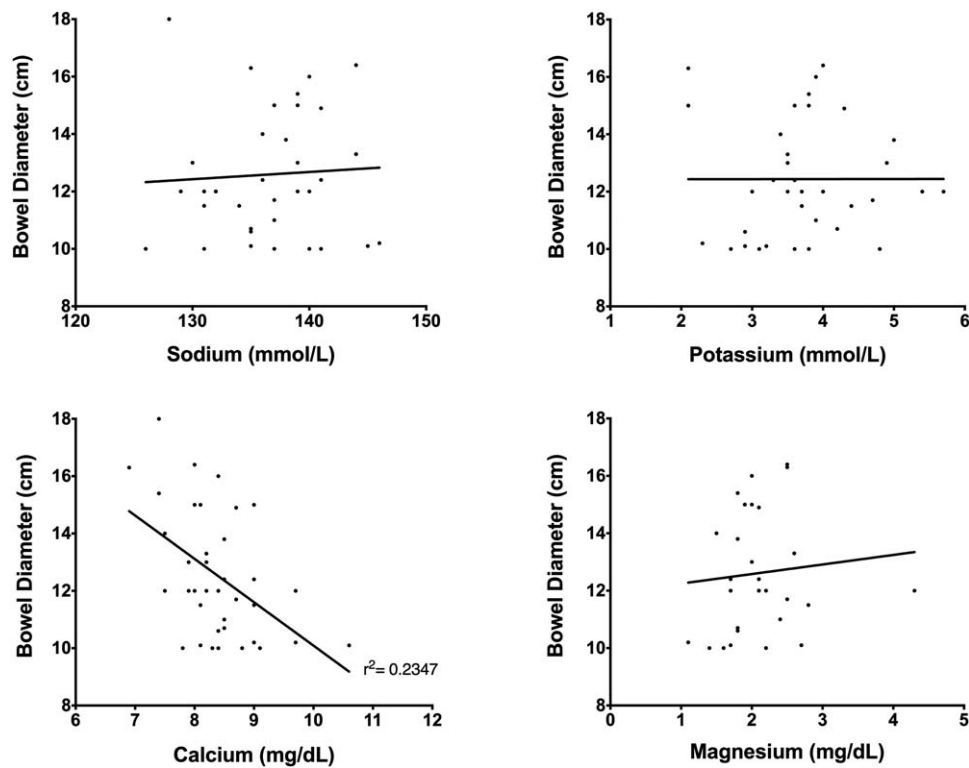 18
16
14
12
10
8
Bowel Diameter (cm)
120 130 140 150
Sodium (mmol/L)
18
16
14
12
10
8
Bowel Diameter (cm)
1 2 3 4 5 6
Potassium (mmol/L)
18
16
14
12
10
8
Bowel Diameter (cm)
r²= 0.2347
6 7 8 9 10 11 12
Calcium (mg/dL)
18
16
14
12
10
8
Bowel Diameter (cm)
0 1 2 3 4 5
Magnesium (mg/dL)